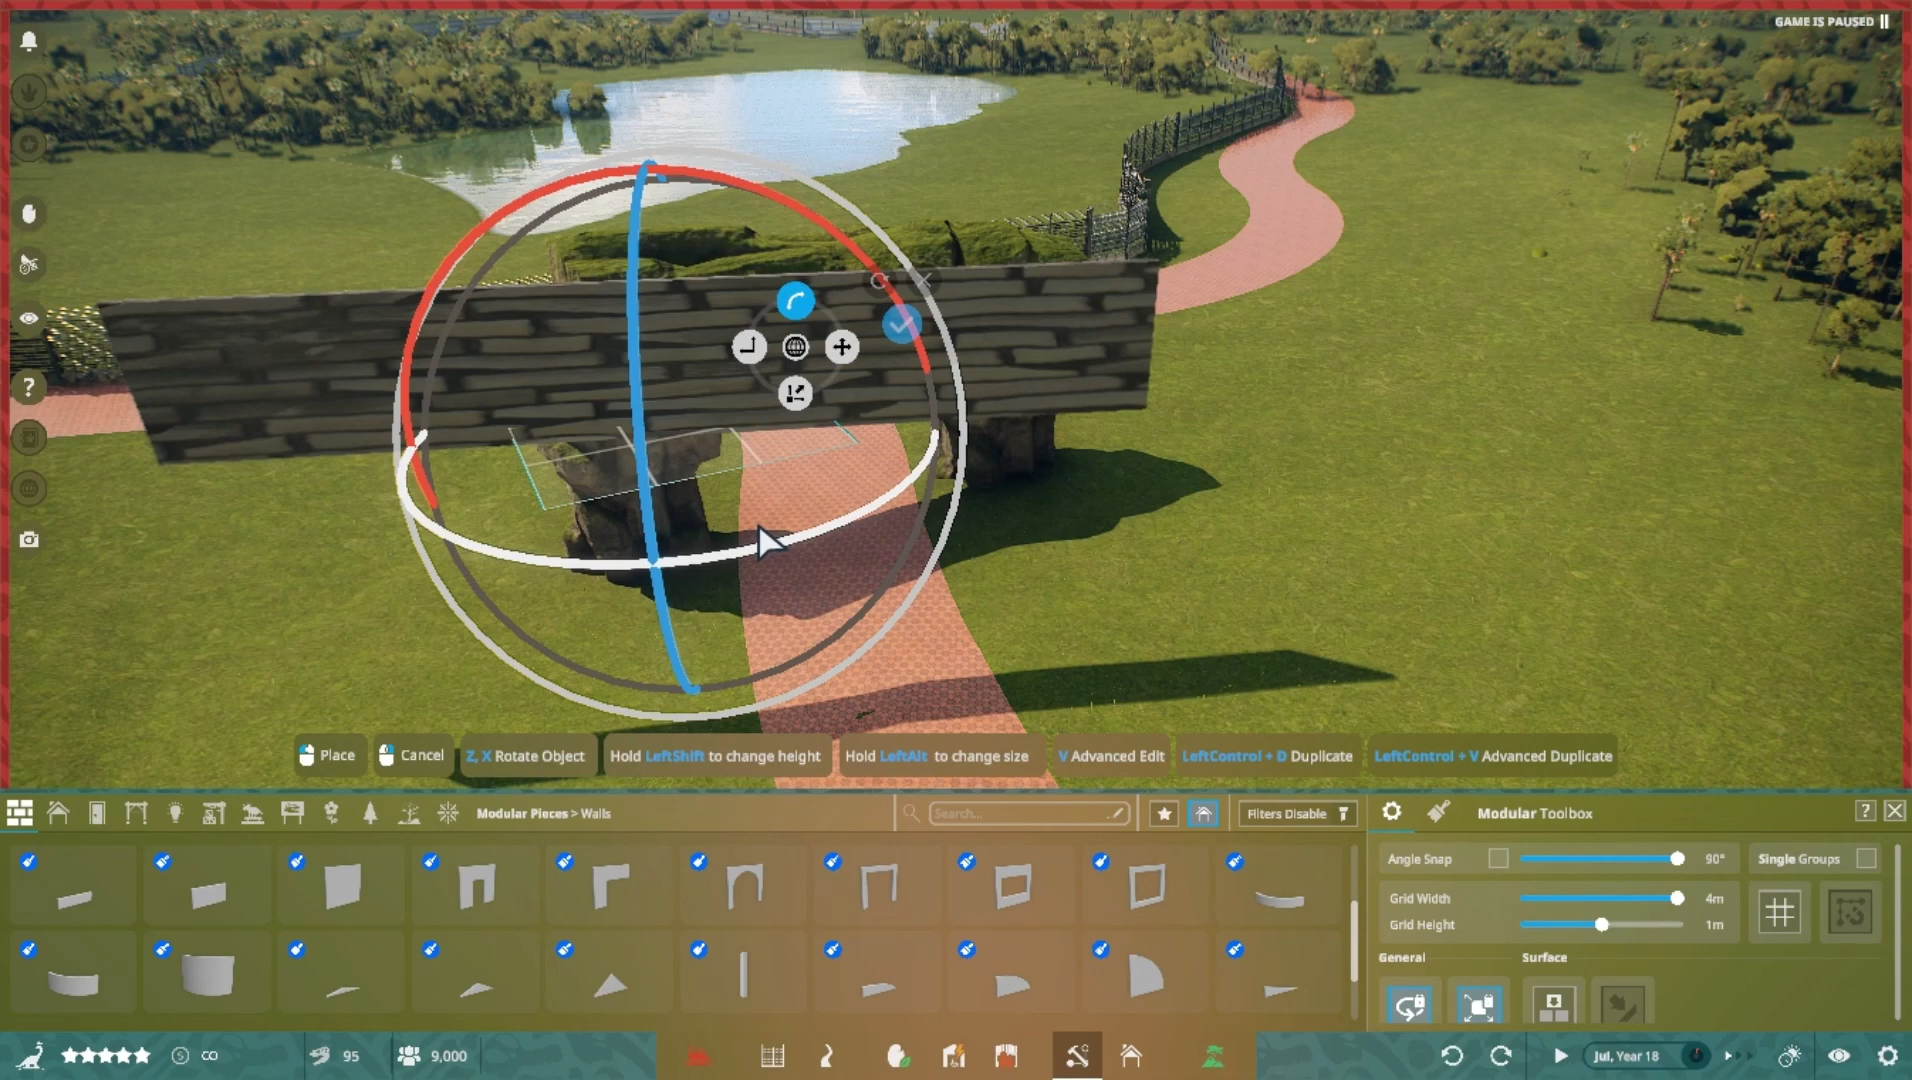 GAME IS PAUSED
?
Place
Cancel
Z, X Rotate Object
Hold LeftShift to change height
Hold LeftAlt to change size
V Advanced Edit
LeftControl + D Duplicate
LeftControl + V Advanced Duplicate
Modular Pieces > Walls
Search...
Filters Disable
Modular Toolbox
?
Angle Snap
90°
Single Groups
Grid Width
4m
Grid Height
1m
General
Surface
95
9,000
Jul, Year 18